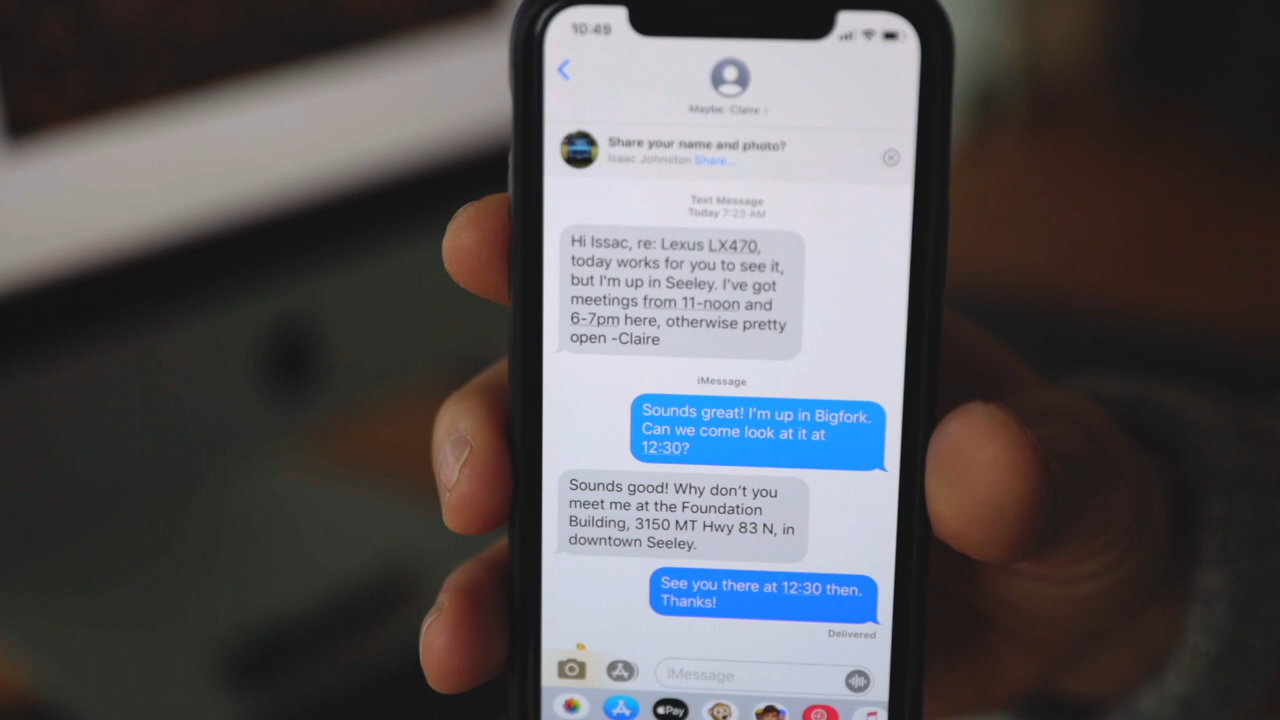 10:49
Maybe: Claire >
Share your name and photo?
Isaac Johnston Share...
Text Message
Today 7:23 AM
Hi Issac, re: Lexus LX470,
today works for you to see it,
but I'm up in Seeley. I've got
meetings from 11-noon and
6-7pm here, otherwise pretty
open -Claire
iMessage
Sounds great! I'm up in Bigfork.
Can we come look at it at
12:30?
Sounds good! Why don't you
meet me at the Foundation
Building, 3150 MT Hwy 83 N, in
downtown Seeley.
See you there at 12:30 then.
Thanks!
Delivered
iMessage
Pay